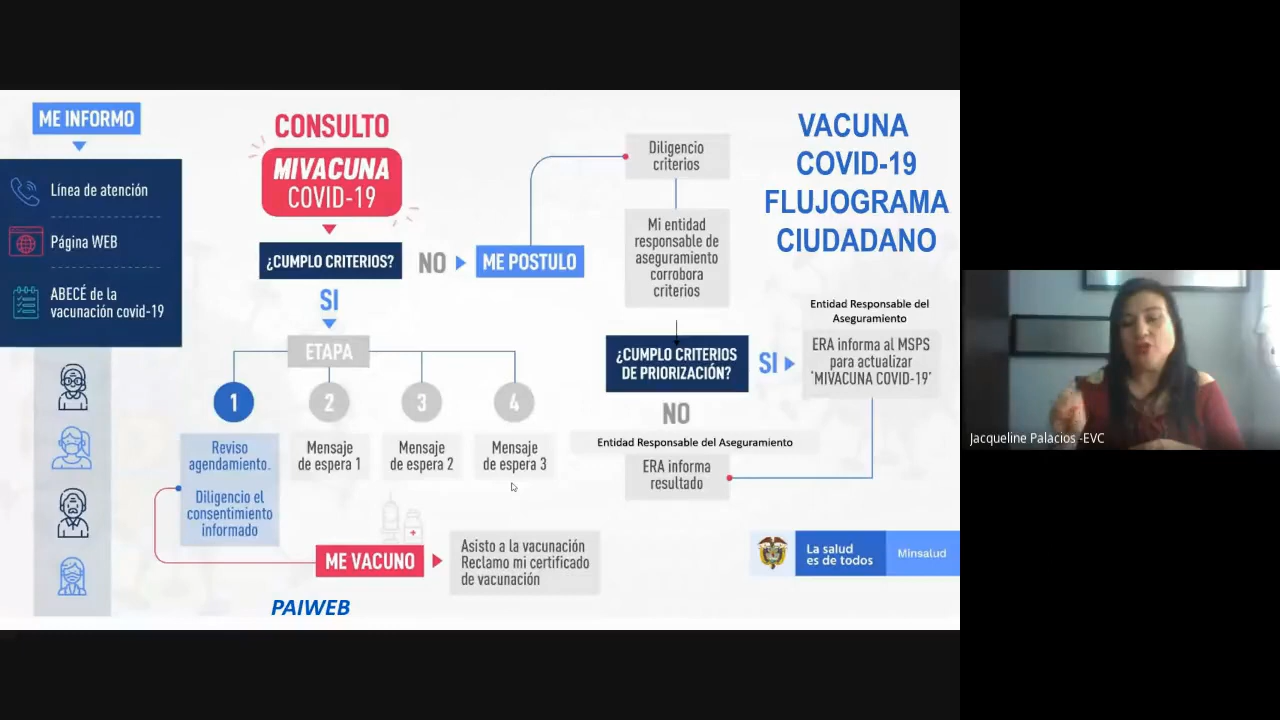 ME INFORMO
Línea de atención
Página WEB
ABECÉ de la
vacunación covid-19
CONSULTO
MIVACUNA
COVID-19
¿CUMPLO CRITERIOS?
NO
ME POSTULO
SI
ETAPA
1
2
3
4
Reviso
agendamiento.
Diligencio el
consentimiento
informado
Mensaje
de espera 1
Mensaje
de espera 2
Mensaje
de espera 3
ME VACUNO
Asisto a la vacunación
Reclamo mi certificado
de vacunación
PAIWEB
Diligencio
criterios
Mi entidad
responsable de
aseguramiento
corrobora
criterios
¿CUMPLO CRITERIOS
DE PRIORIZACIÓN?
SI
NO
Entidad Responsable del Aseguramiento
ERA informa
resultado
VACUNA
COVID-19
FLUJOGRAMA
CIUDADANO
Entidad Responsable del
Aseguramiento
ERA informa al MSPS
para actualizar
'MIVACUNA COVID-19'
La salud
es de todos
Minsalud
Jacqueline Palacios -EVC